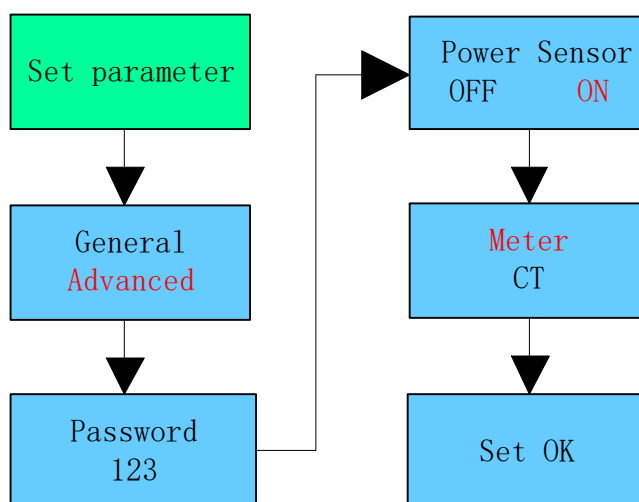 Set parameter
General
Advanced
Password
123
Power Sensor
OFF ON
Meter
CT
Set OK